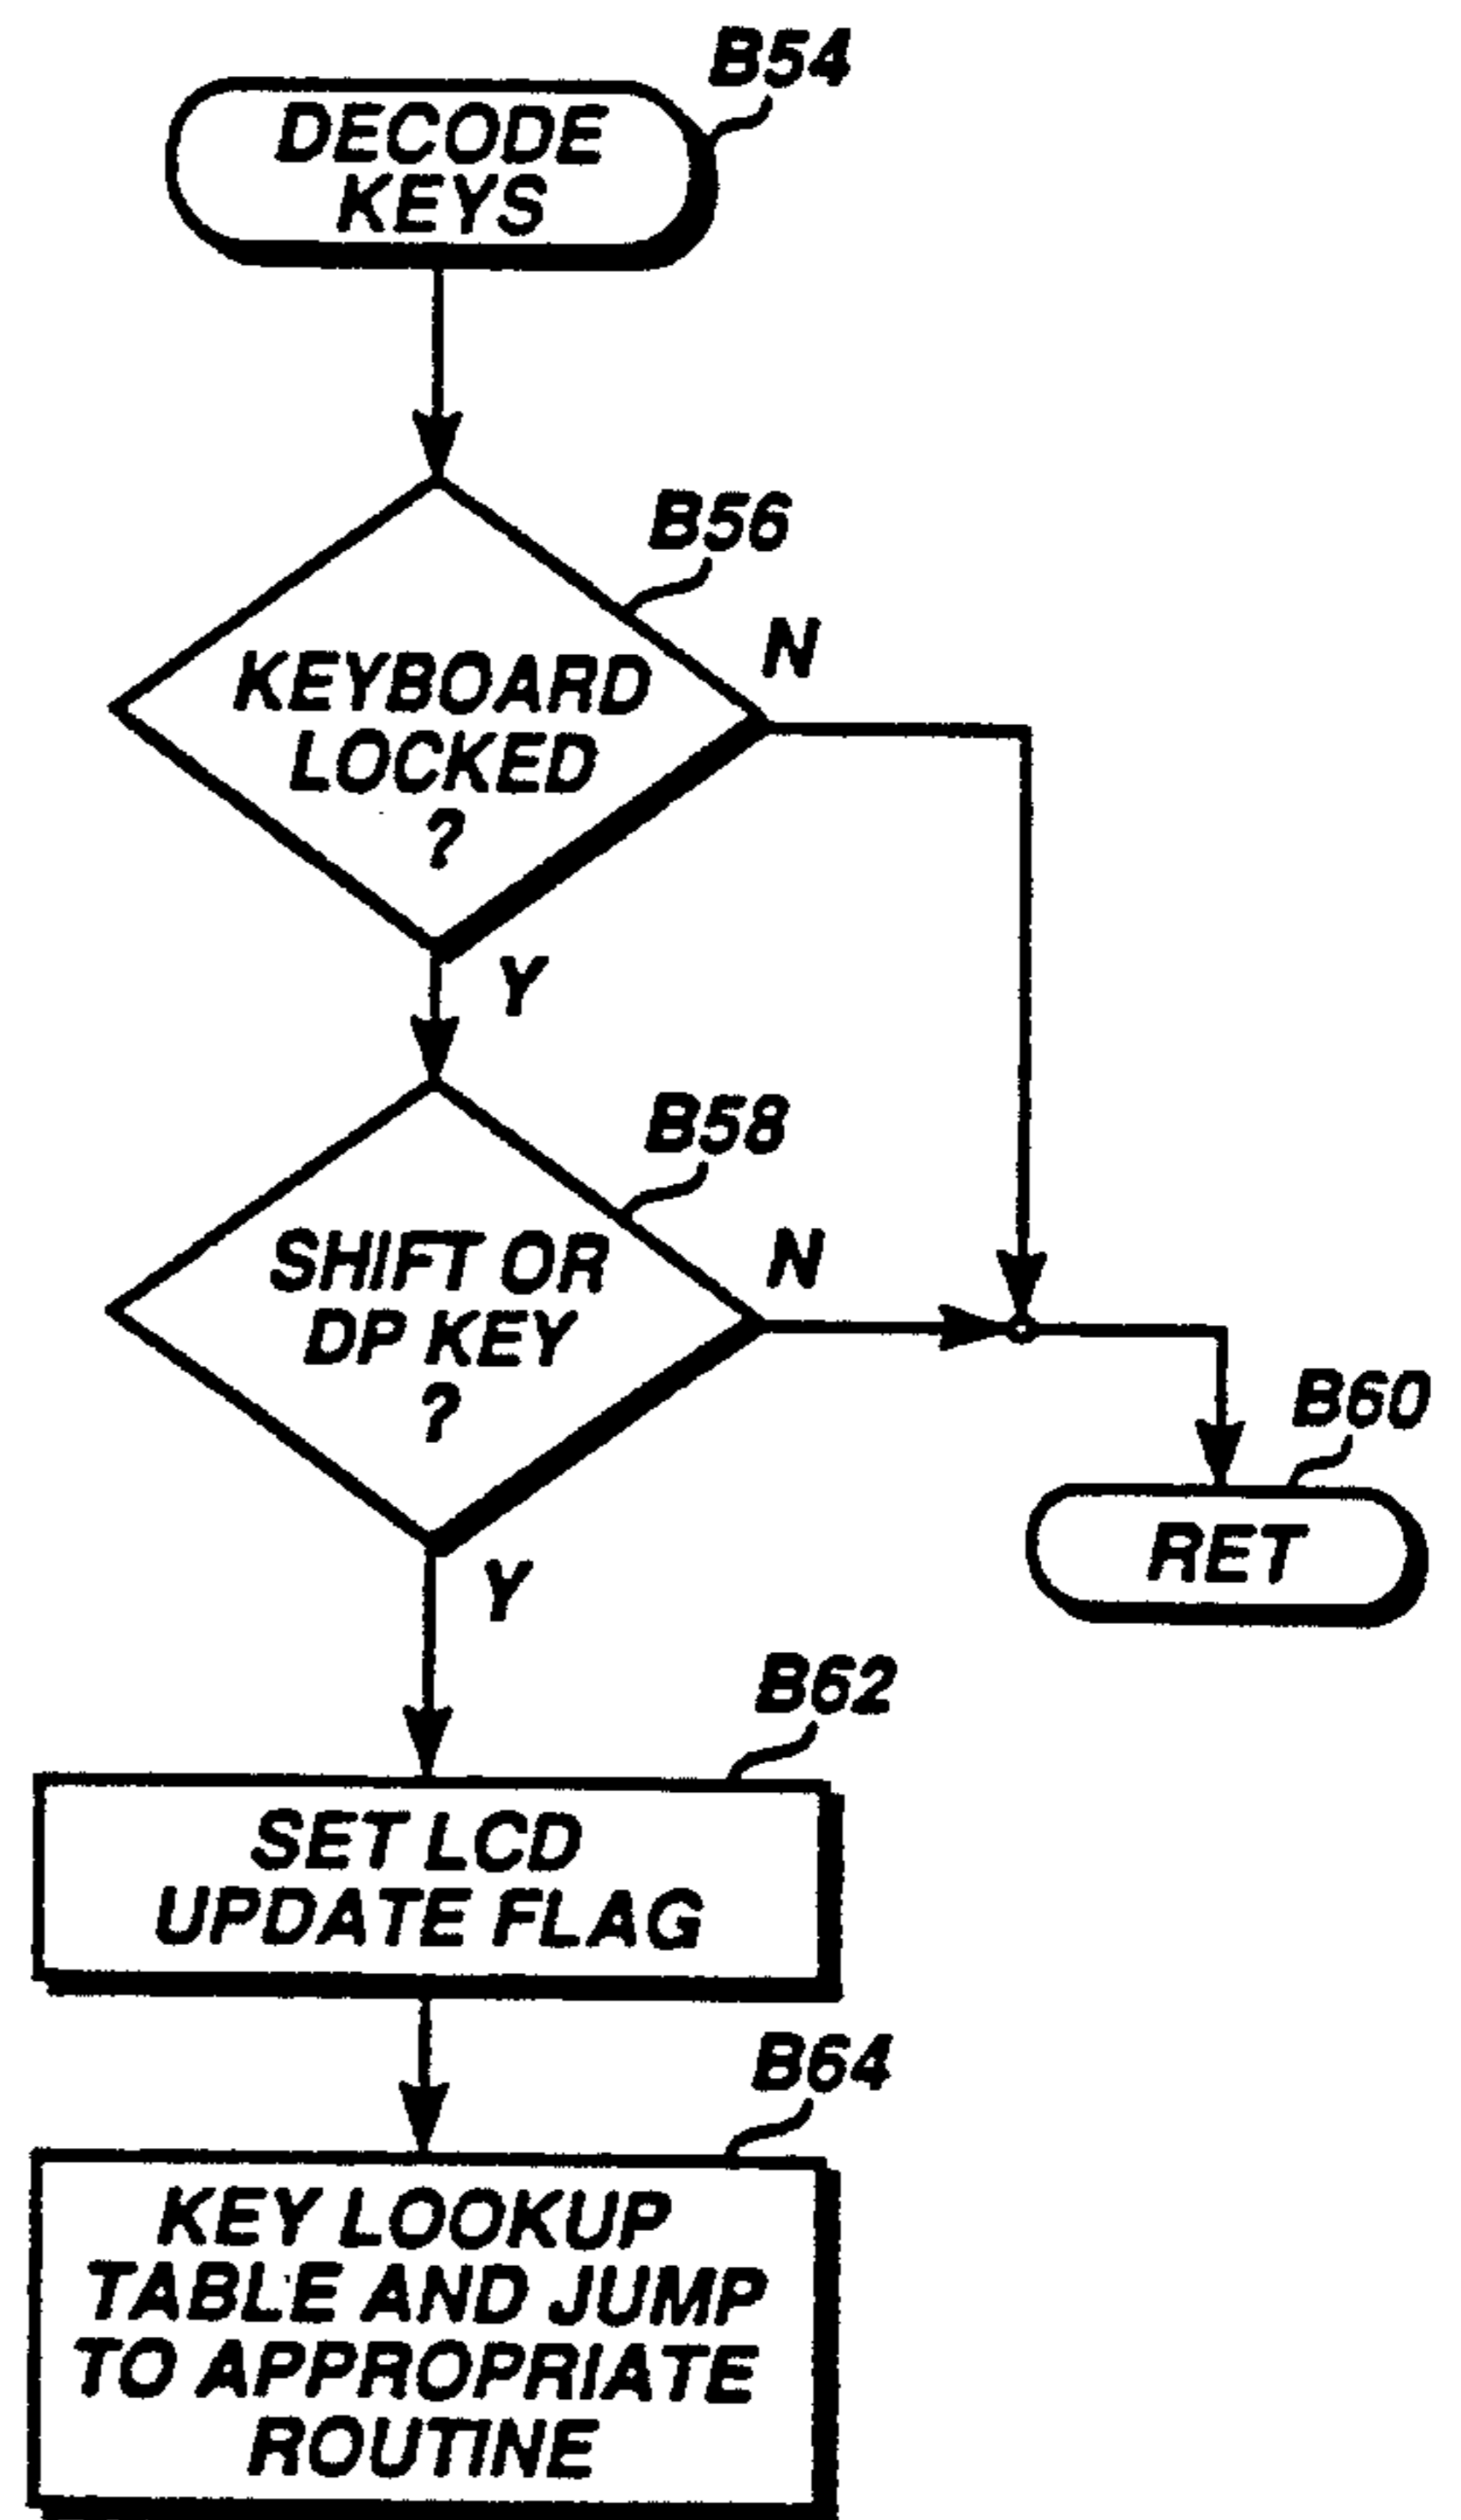 B54
DECODE
KEYS
B56
N
KEYBOARD
LOCKED
?
Y
B58
N
SHIFT OR
DP KEY
?
B60
RET
Y
B62
SET LCD
UPDATE FLAG
B64
KEY LOOKUP
TABLE AND JUMP
TO APPROPRIATE
ROUTINE